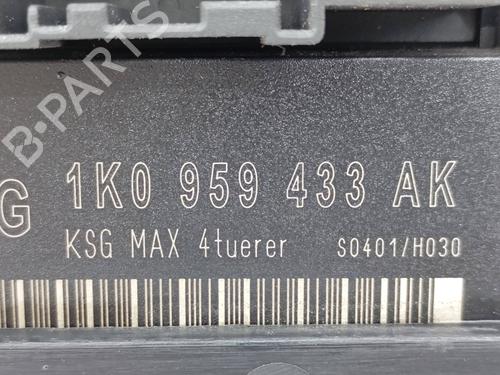 B-PARTS
G 1K0 959 433 AK
KSG MAX 4tuerer S0401/H030